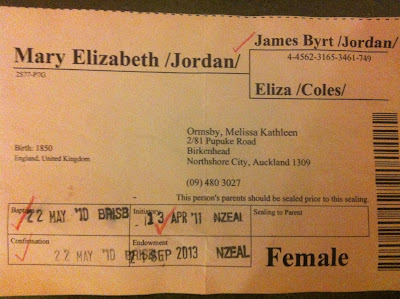 James Byrt /Jordan/
4-4562-3165-3461-749
Mary Elizabeth /Jordan/
2S77-P7G
Eliza /Coles/
Ormsby, Melissa Kathleen
2/81 Pupuke Road
Birkenhead
Northshore City, Auckland 1309
Birth: 1850
England, United Kingdom
(09) 480 3027
This person's parents should be sealed prior to this sealing.
Baptism
Initiatory
Sealing to Parent
22 MAY '10 BRISB
13 APR '11 NZEAL
Confirmation
Endowment
22 MAY '10 BRISB
SEP 2013 NZEAL
Female